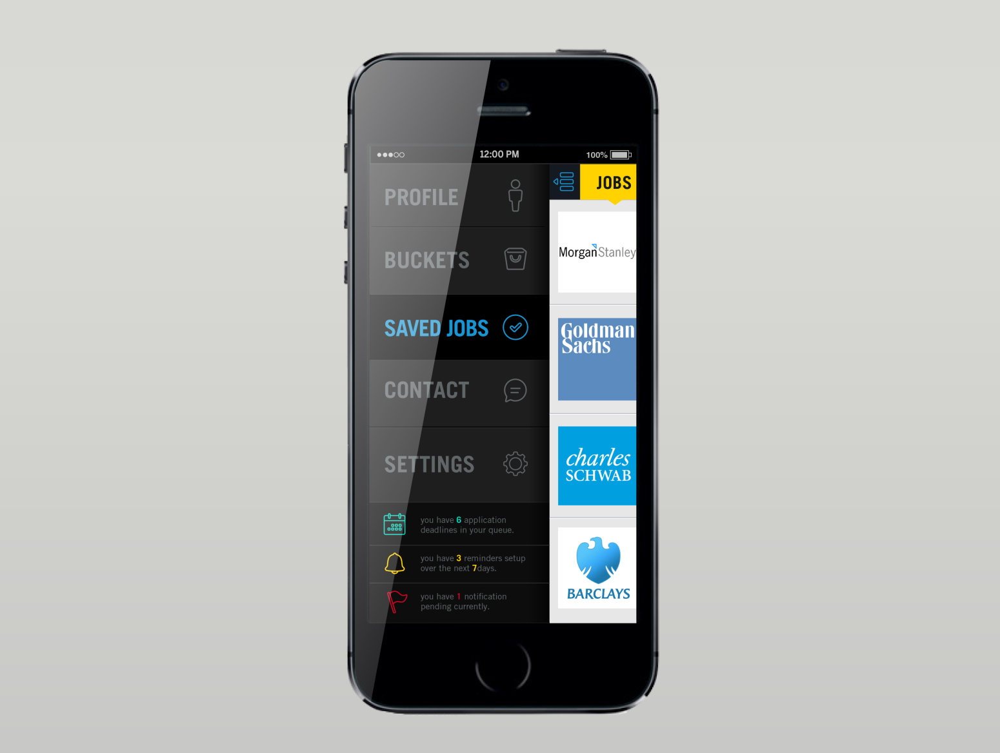 12:00 PM
100%
PROFILE
BUCKETS
SAVED JOBS
CONTACT
SETTINGS
you have 6 application
deadlines in your queue.
you have 3 reminders setup
over the next 7days.
you have 1 notification
pending currently.
JOBS
MorganStanley
Goldman
Sachs
charles
SCHWAB
BARCLAYS